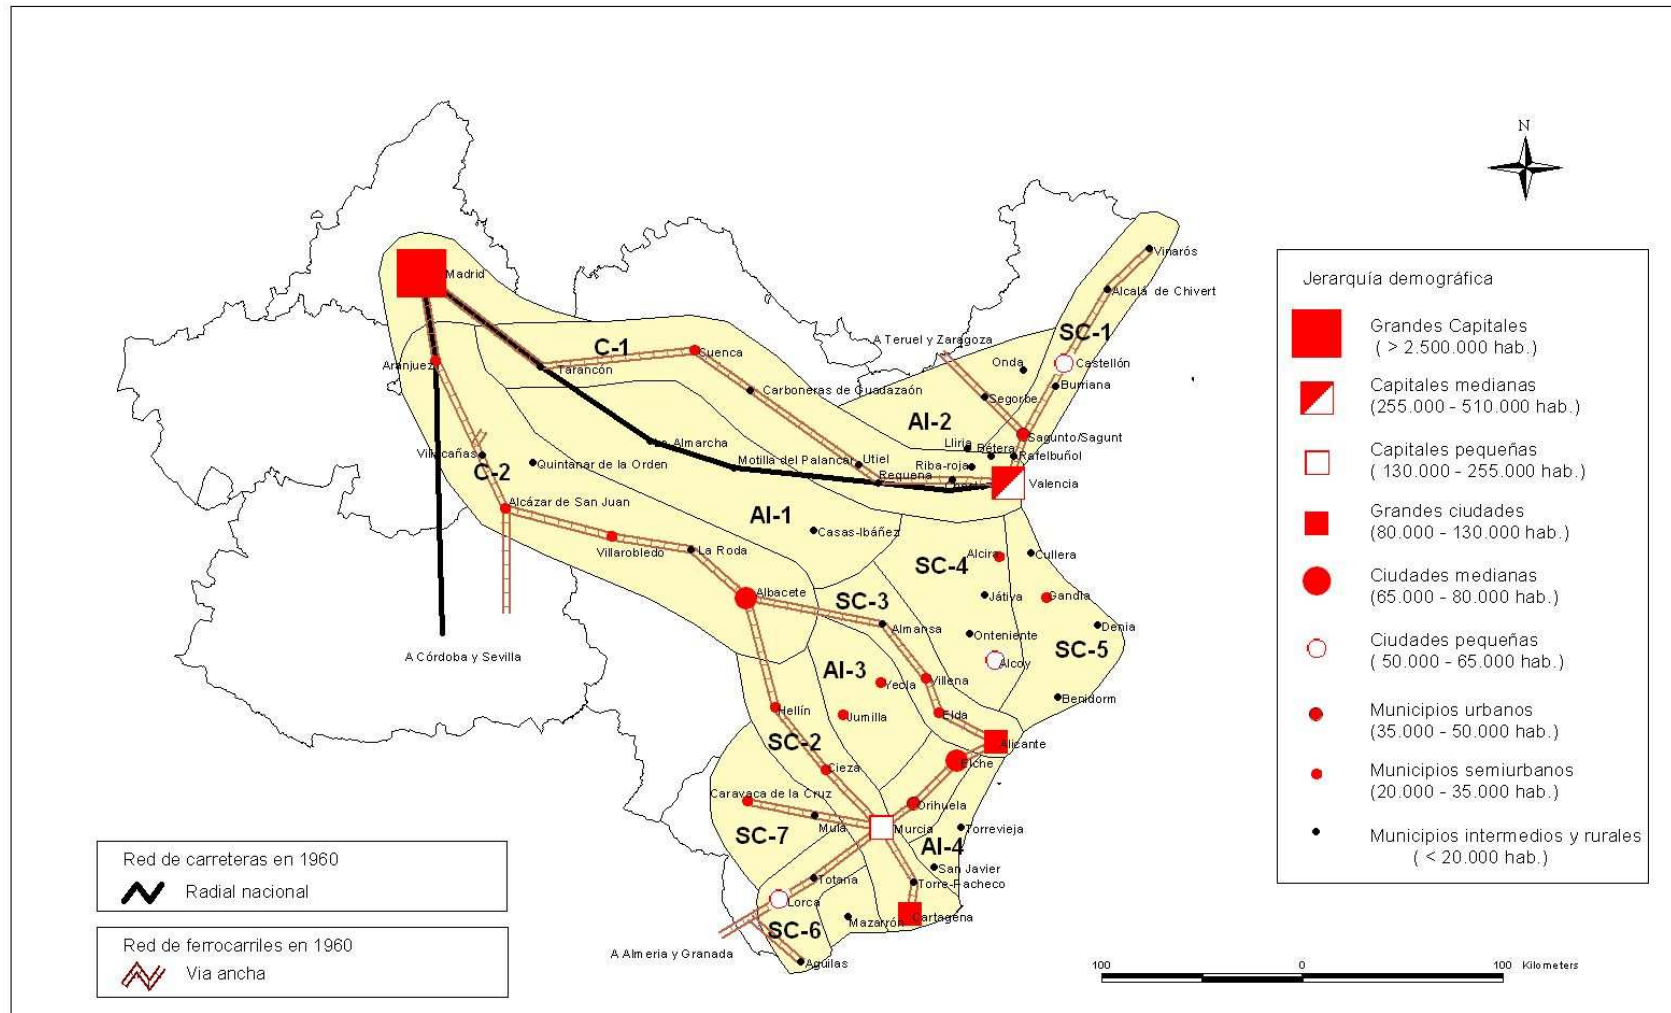 N
Madrid
Vinarós
Alcalá de Chivert
SC-1
A Teruel y Zaragoza
C-1
Cuenca
Aranjuez
Tarancón
Onda
Castellón
Burriana
Carboneras de Guadazaón
Segorbe
AI-2
Sagunto/Sagunt
Lliria
Bétera
Rafelbuñol
La Almarcha
Villacañas
C-2
Quintanar de la Orden
Motilla del Palancar
Utiel
Riba-roja
Requena
Valencia
Alcázar de San Juan
AI-1
Casas-Ibáñez
Villarobledo
La Roda
Alcira
Cullera
SC-4
Albacete
SC-3
Játiva
Gandía
Almansa
Onteniente
Denia
A Córdoba y Sevilla
SC-5
Alcoy
AI-3
Yecla
Villena
Benidorm
Hellín
Jumilla
Elda
SC-2
Alicante
Cieza
Elche
Caravaca de la Cruz
Orihuela
Mula
Murcia
Torrevieja
SC-7
AI-4
San Javier
Totana
Torre-Pacheco
Lorca
Mazarrón
Cartagena
SC-6
A Almeria y Granada
Aguilas
Jerarquía demográfica
Grandes Capitales
( > 2.500.000 hab.)
Capitales medianas
(255.000 - 510.000 hab.)
Capitales pequeñas
( 130.000 - 255.000 hab.)
Grandes ciudades
(80.000 - 130.000 hab.)
Ciudades medianas
(65.000 - 80.000 hab.)
Ciudades pequeñas
( 50.000 - 65.000 hab.)
Municipios urbanos
(35.000 - 50.000 hab.)
Municipios semiurbanos
(20.000 - 35.000 hab.)
Municipios intermedios y rurales
( < 20.000 hab.)
Red de carreteras en 1960
Radial nacional
Red de ferrocarriles en 1960
Via ancha
100 0 100 Kilometers